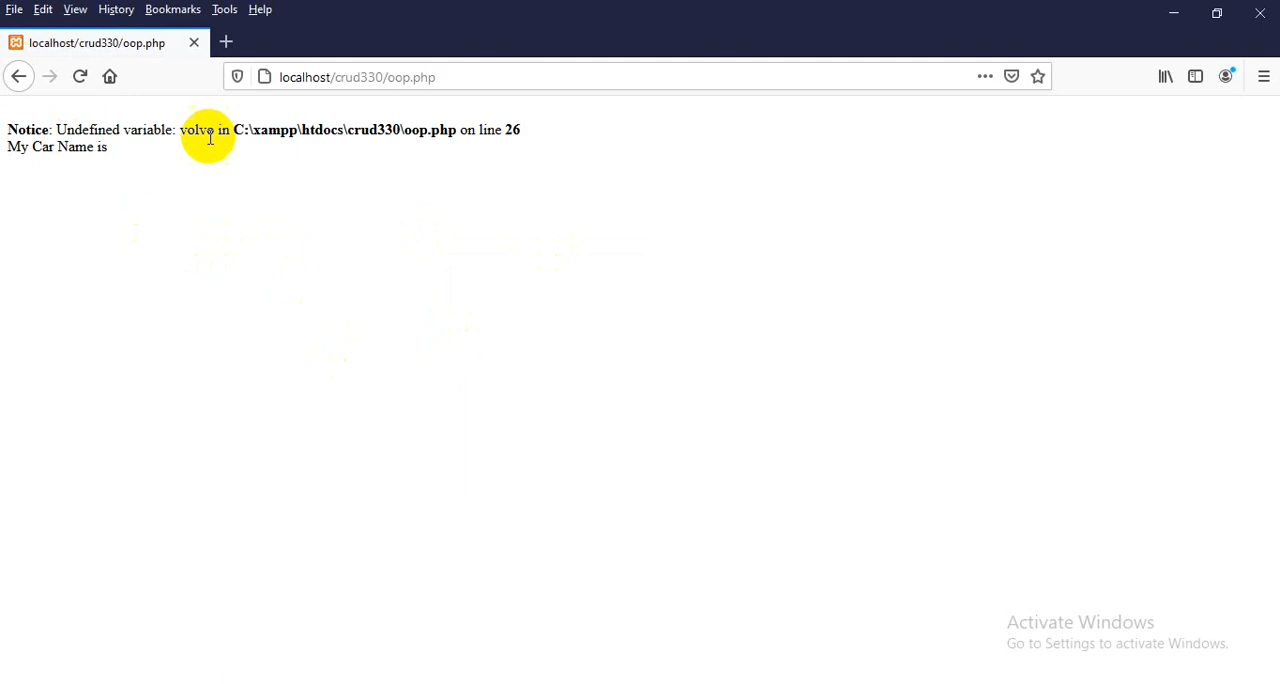 File Edit View History Bookmarks Tools Help
localhost/crud330/oop.php
localhost/crud330/oop.php
Notice: Undefined variable: volvo in C:\xampp\htdocs\crud330\oop.php on line 26
My Car Name is
Activate Windows
Go to Settings to activate Windows.